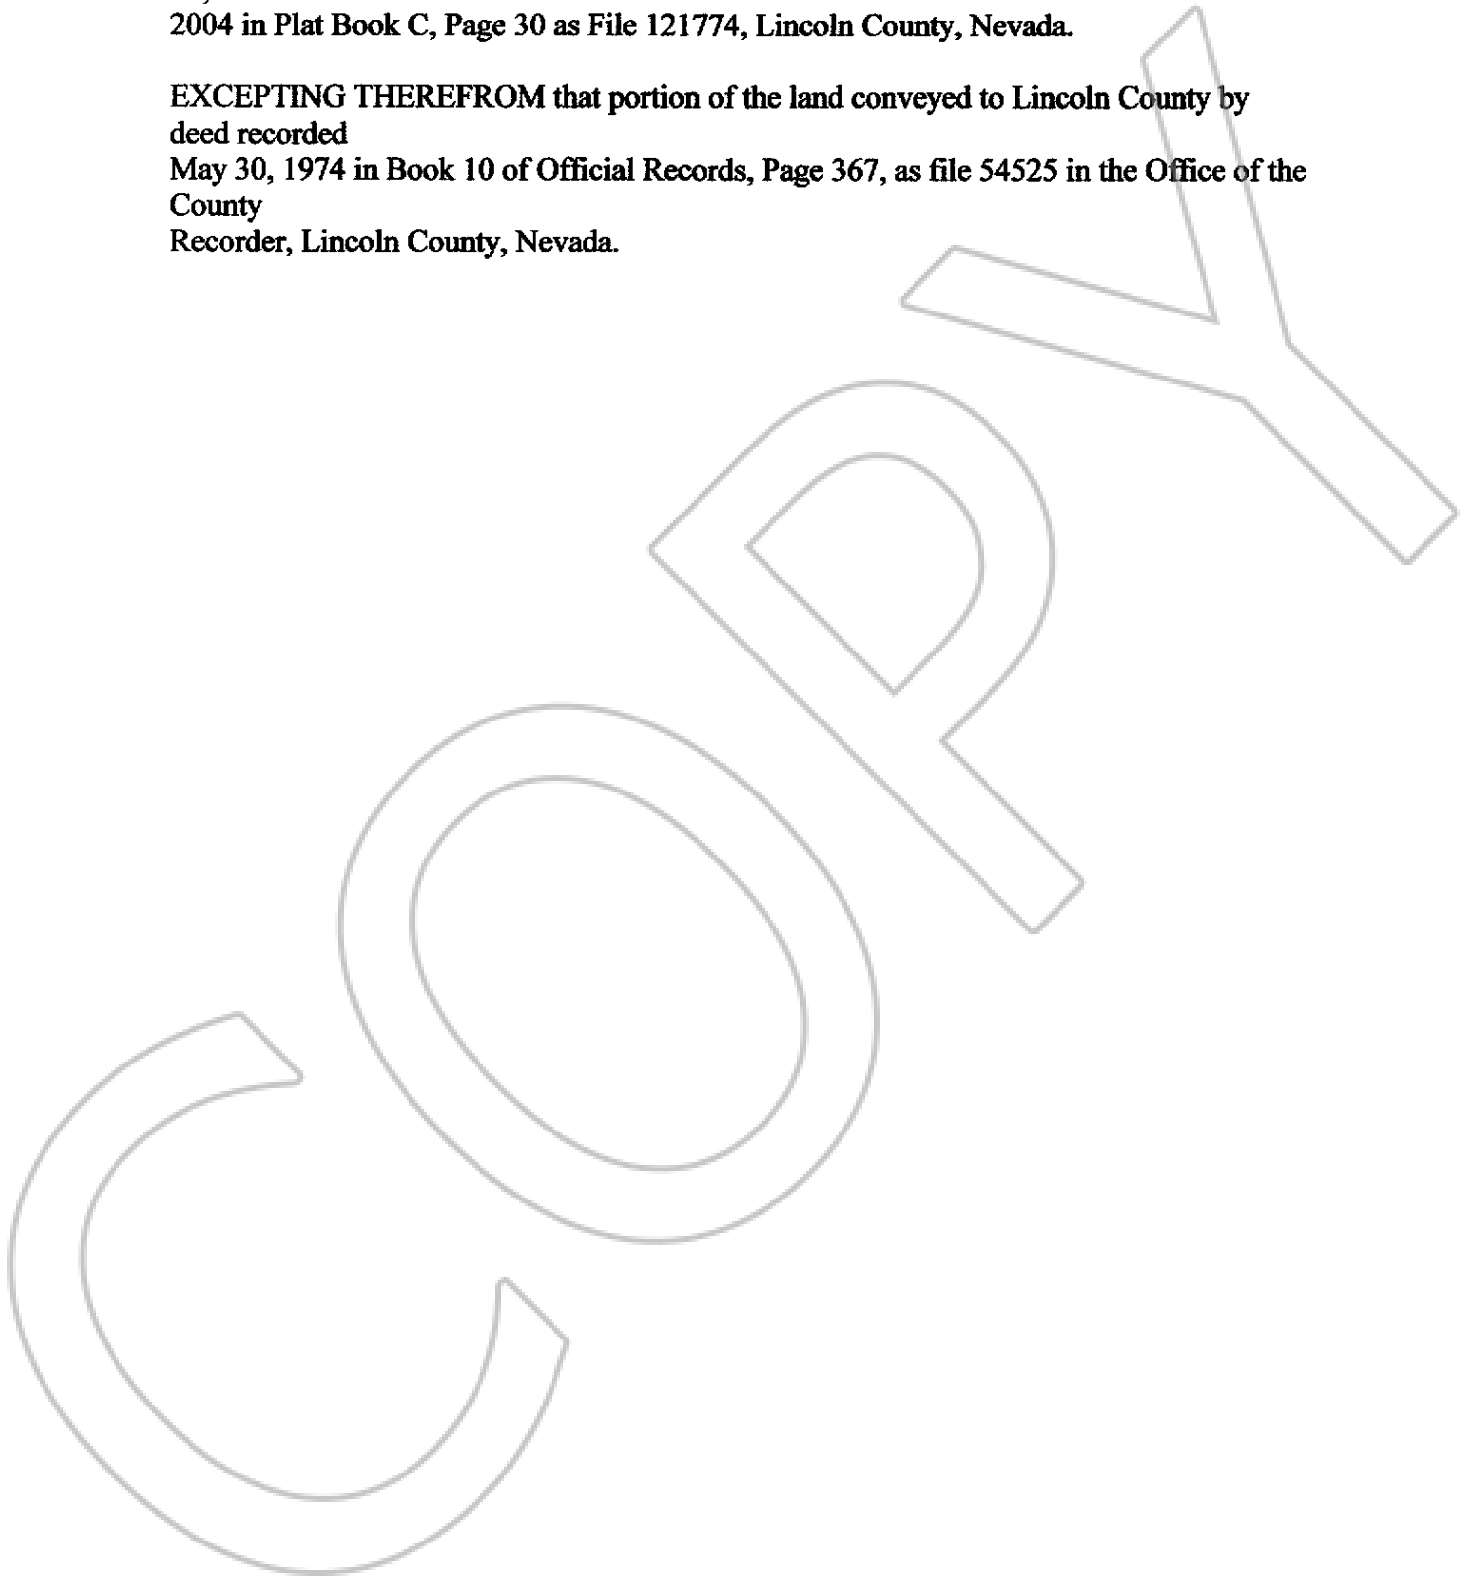 2004 in Plat Book C, Page 30 as File 121774, Lincoln County, Nevada.
EXCEPTING THEREFROM that portion of the land conveyed to Lincoln County by
deed recorded
May 30, 1974 in Book 10 of Official Records, Page 367, as file 54525 in the Office of the
County
Recorder, Lincoln County, Nevada.
COPY